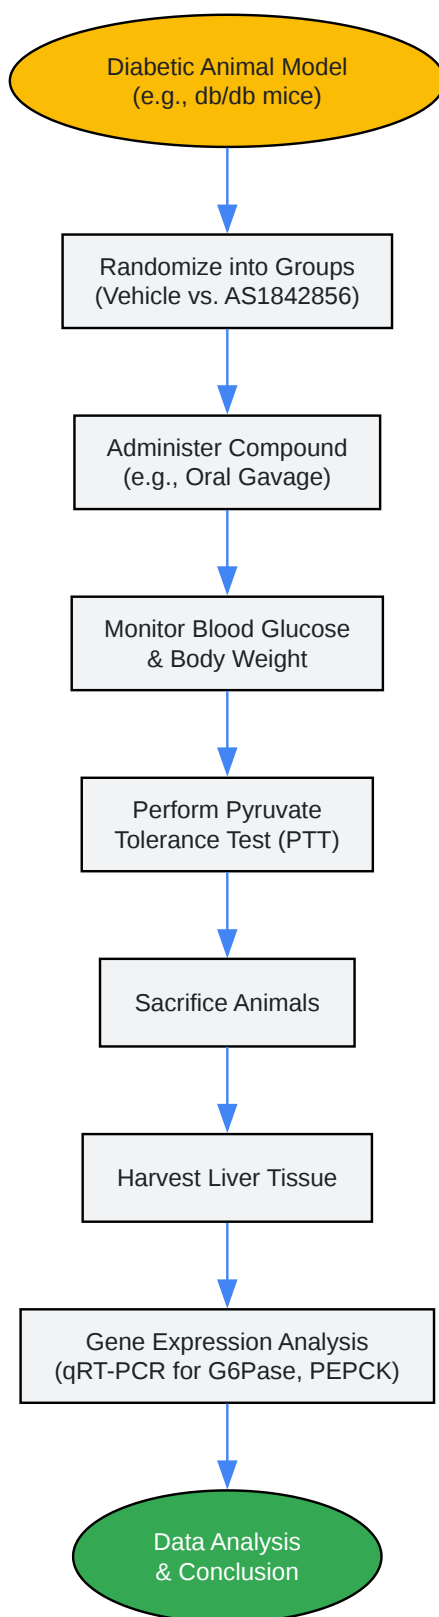 Diabetic Animal Model
(e.g., db/db mice)
Randomize into Groups
(Vehicle vs. AS1842856)
Administer Compound
(e.g., Oral Gavage)
Monitor Blood Glucose
& Body Weight
Perform Pyruvate
Tolerance Test (PTT)
Sacrifice Animals
Harvest Liver Tissue
Gene Expression Analysis
(qRT-PCR for G6Pase, PEPCK)
Data Analysis
& Conclusion